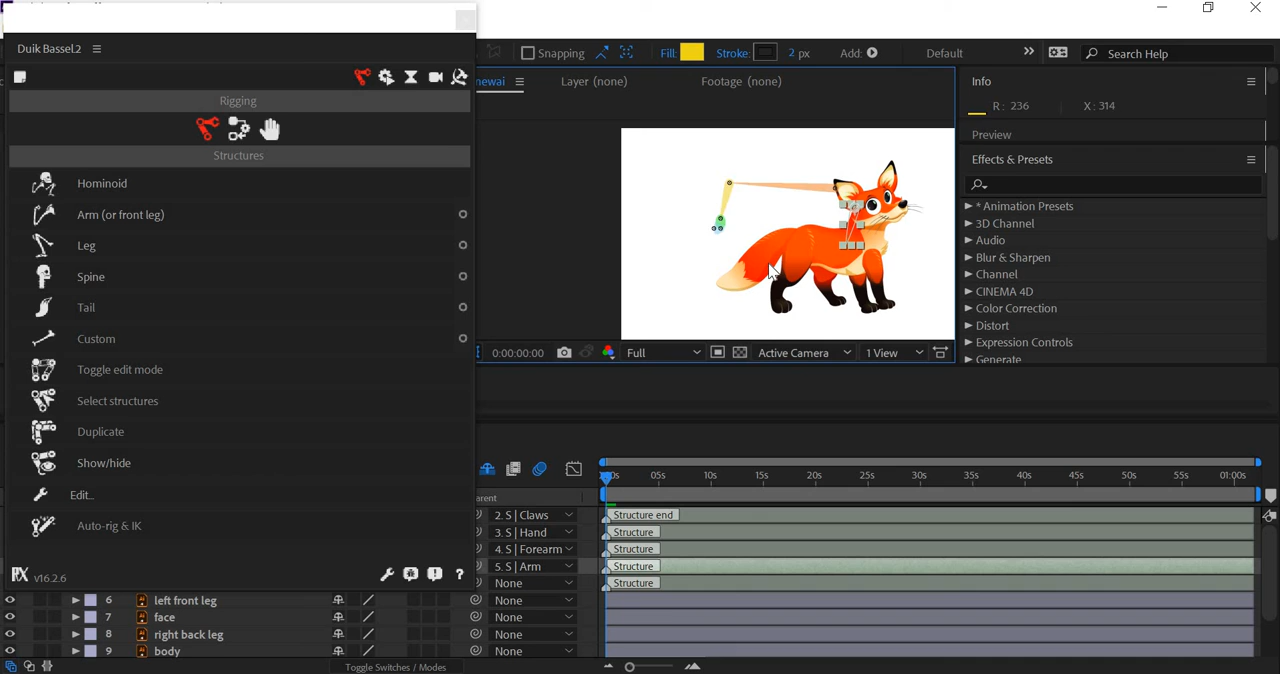 Duik Bassel.2
Snapping
Fill:
Stroke:
2 px
Add:
Default
Search Help
newai
Layer (none)
Footage (none)
Info
R: 236
X: 314
Preview
Rigging
Structures
Effects & Presets
Hominoid
Arm (or front leg)
Leg
Spine
Tail
Custom
Toggle edit mode
Select structures
Duplicate
Show/hide
Edit...
Auto-rig & IK
* Animation Presets
3D Channel
Audio
Blur & Sharpen
Channel
CINEMA 4D
Color Correction
Distort
Expression Controls
Generate
0:00:00:00
Full
Active Camera
1 View
05s
10s
15s
20s
25s
30s
35s
40s
45s
50s
55s
01:00s
arent
2. S | Claws
Structure end
3. S | Hand
Structure
4. S | Forearm
Structure
5. S | Arm
Structure
None
Structure
v16.2.6
6
left front leg
None
7
face
None
8
right back leg
None
9
body
None
Toggle Switches / Modes